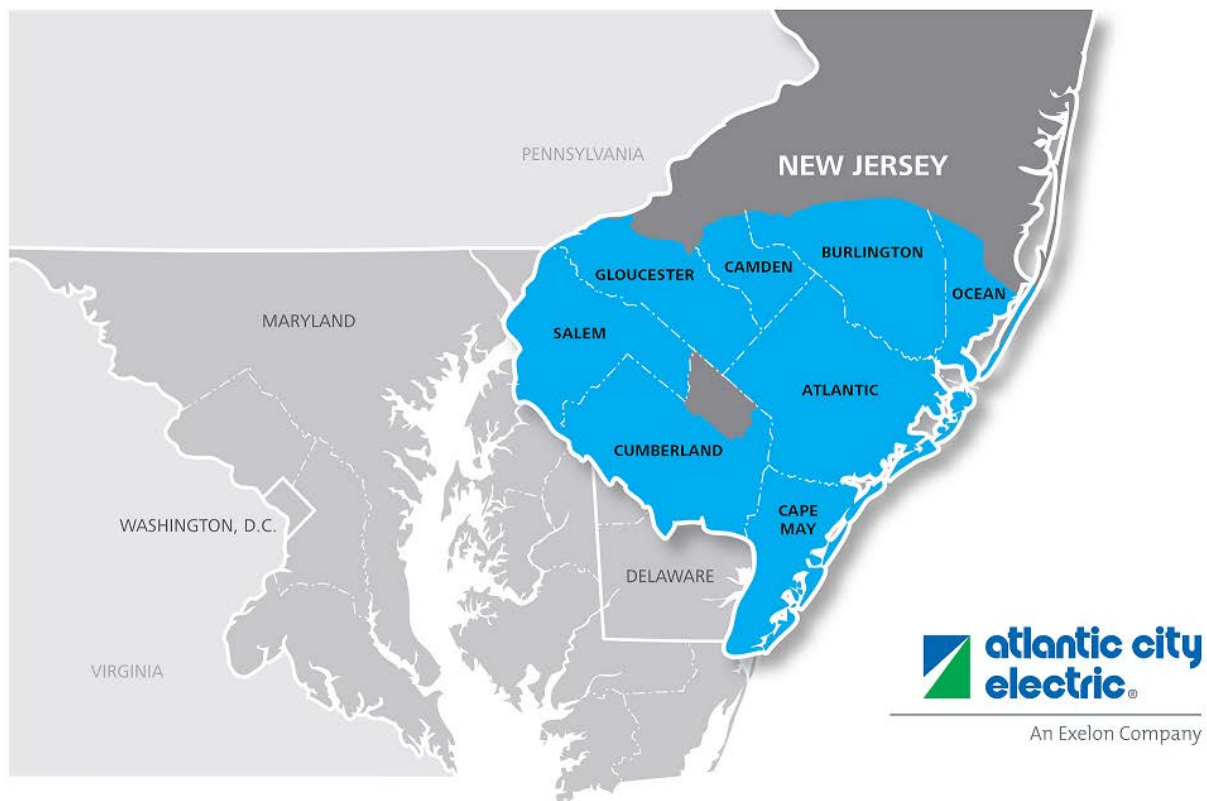 PENNSYLVANIA
NEW JERSEY
BURLINGTON
CAMDEN
GLOUCESTER
OCEAN
MARYLAND
SALEM
ATLANTIC
CUMBERLAND
CAPE
MAY
WASHINGTON, D.C.
DELAWARE
VIRGINIA
atlantic city
electric®
An Exelon Company